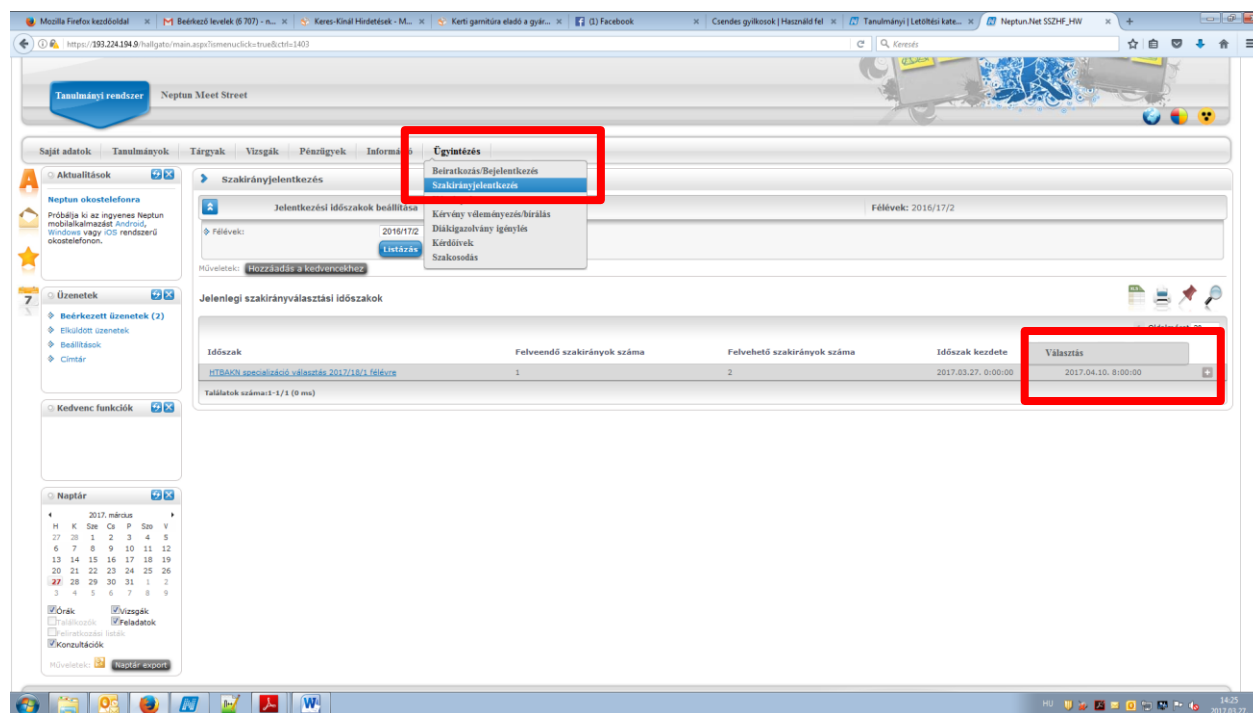 Mozilla Firefox kezdőoldal
Beérkező levelek (6 707) - n...
Keres-Kínál Hirdetések - M...
Kerti garnitúra eladó a gyár...
(1) Facebook
Csendes gyilkosok | Használd fel
Tanulmányi | Letöltési kate...
Neptun.Net SSZHF_HW
https://193.224.194.9/hallgato/main.aspx?ismenuclick=true&ctrl=1403
Keresés
Tanulmányi rendszer
Neptun Meet Street
Saját adatok Tanulmányok Tárgyak Vizsgák Pénzügyek Információ Ügyintézés
Beiratkozás/Bejelentkezés
Szakirányjelentkezés
Kérvény véleményezés/bírálás
Diákigazolvány igénylés
Kérdőívek
Szakosodás
Aktualitások
Neptun okostelefonra
Próbálja ki az ingyenes Neptun
mobilalkalmazást Android,
Windows vagy iOS rendszerű
okostelefonon.
Szakirányjelentkezés
Jelentkezési időszakok beállítása
Félévek: 2016/17/2
Félévek: 2016/17/2
Listázás
Műveletek: Hozzáadás a kedvencekhez
Üzenetek
Beérkezett üzenetek (2)
Elküldött üzenetek
Beállítások
Címtár
Jelenlegi szakirányválasztási időszakok
Időszak Felveendő szakirányok száma Felvehető szakirányok száma Időszak kezdete Választás
HTBAKN specializáció választás 2017/18/1 félévre 1 2 2017.03.27. 0:00:00 2017.04.10. 8:00:00
Találatok száma:1-1/1 (0 ms)
Kedvenc funkciók
Naptár
2017. március
H K Sze Cs P Szo V
27 28 1 2 3 4 5
6 7 8 9 10 11 12
13 14 15 16 17 18 19
20 21 22 23 24 25 26
27 28 29 30 31 1 2
3 4 5 6 7 8 9
Órák Vizsgák
Találkozók Feladatok
Feliratkozási listák
Konzultációk
Műveletek: Naptár export
7
HU
14:25
2017.03.27.